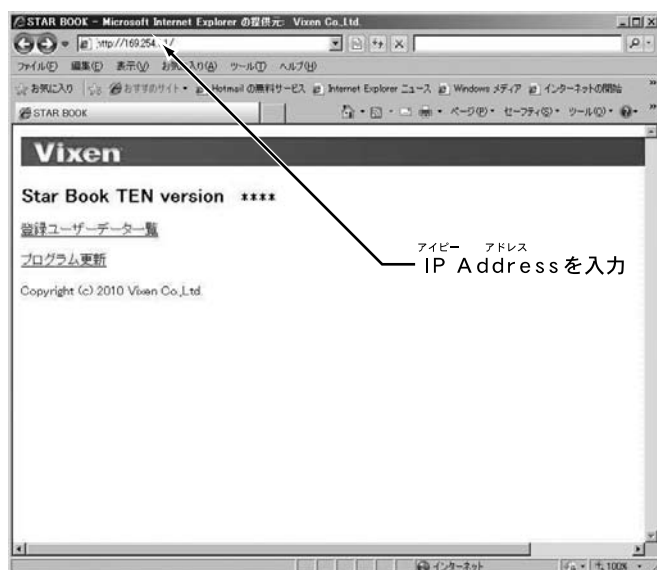 STAR BOOK - Microsoft Internet Explorer の提供元: Vixen Co.Ltd.
http://169.254. .1/
ファイル(F) 編集(E) 表示(V) お気に入り(A) ツール(T) ヘルプ(H)
お気に入り おすすめサイト Hotmail の無料サービス Internet Explorer ニュース Windows メディア インターネットの開始
STAR BOOK ページ(P) セーフティ(S) ツール(O)
Vixen
Star Book TEN version ****
登録ユーザーデータ一覧
プログラム更新
Copyright (c) 2010 Vixen Co.,Ltd.
アイピー アドレス
IP Addressを入力
インターネット 100%